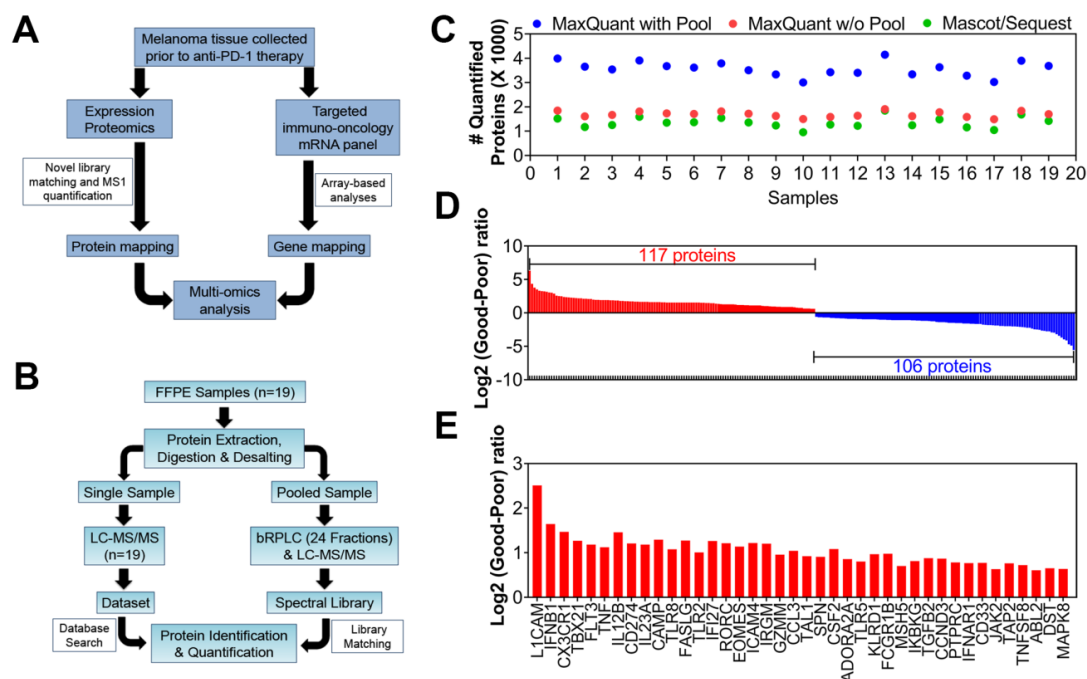 A
Melanoma tissue collected
prior to anti-PD-1 therapy
Expression
Proteomics
Targeted
immuno-oncology
mRNA panel
Novel library
matching and MS1
quantification
Array-based
analyses
Protein mapping
Gene mapping
Multi-omics
analysis
B
FFPE Samples (n=19)
Protein Extraction,
Digestion & Desalting
Single Sample
Pooled Sample
LC-MS/MS
(n=19)
bRPLC (24 Fractions)
& LC-MS/MS
Dataset
Spectral Library
Database
Search
Library
Matching
Protein Identification
& Quantification
C
MaxQuant with Pool
MaxQuant w/o Pool
Mascot/Sequest
# Quantified
Proteins (X 1000)
5
4
3
2
1
0
0 1 2 3 4 5 6 7 8 9 10 11 12 13 14 15 16 17 18 19 20
Samples
D
Log2 (Good-Poor) ratio
10
5
0
-5
-10
117 proteins
106 proteins
E
Log2 (Good-Poor) ratio
3
2
1
0
L1CAM
IFNB1
CX3CR1
TBX21
FLT3
TNF
IL12B
CD274
IL23A
CAMP
TLR8
FASLG
TLR2
IFI27
RORC
EOMES
ICAM4
IRGM
GZMM
CCL3
TAL1
SPN
CSF2
ADORA2A
TLR5
KLRD1
FCGR1B
MSH5
IKBKG
TGFB2
CCND3
PTPRC
IFNAR1
CD33
JAK2
TAP2
TNFSF8
ABL2
DST
MAPK8